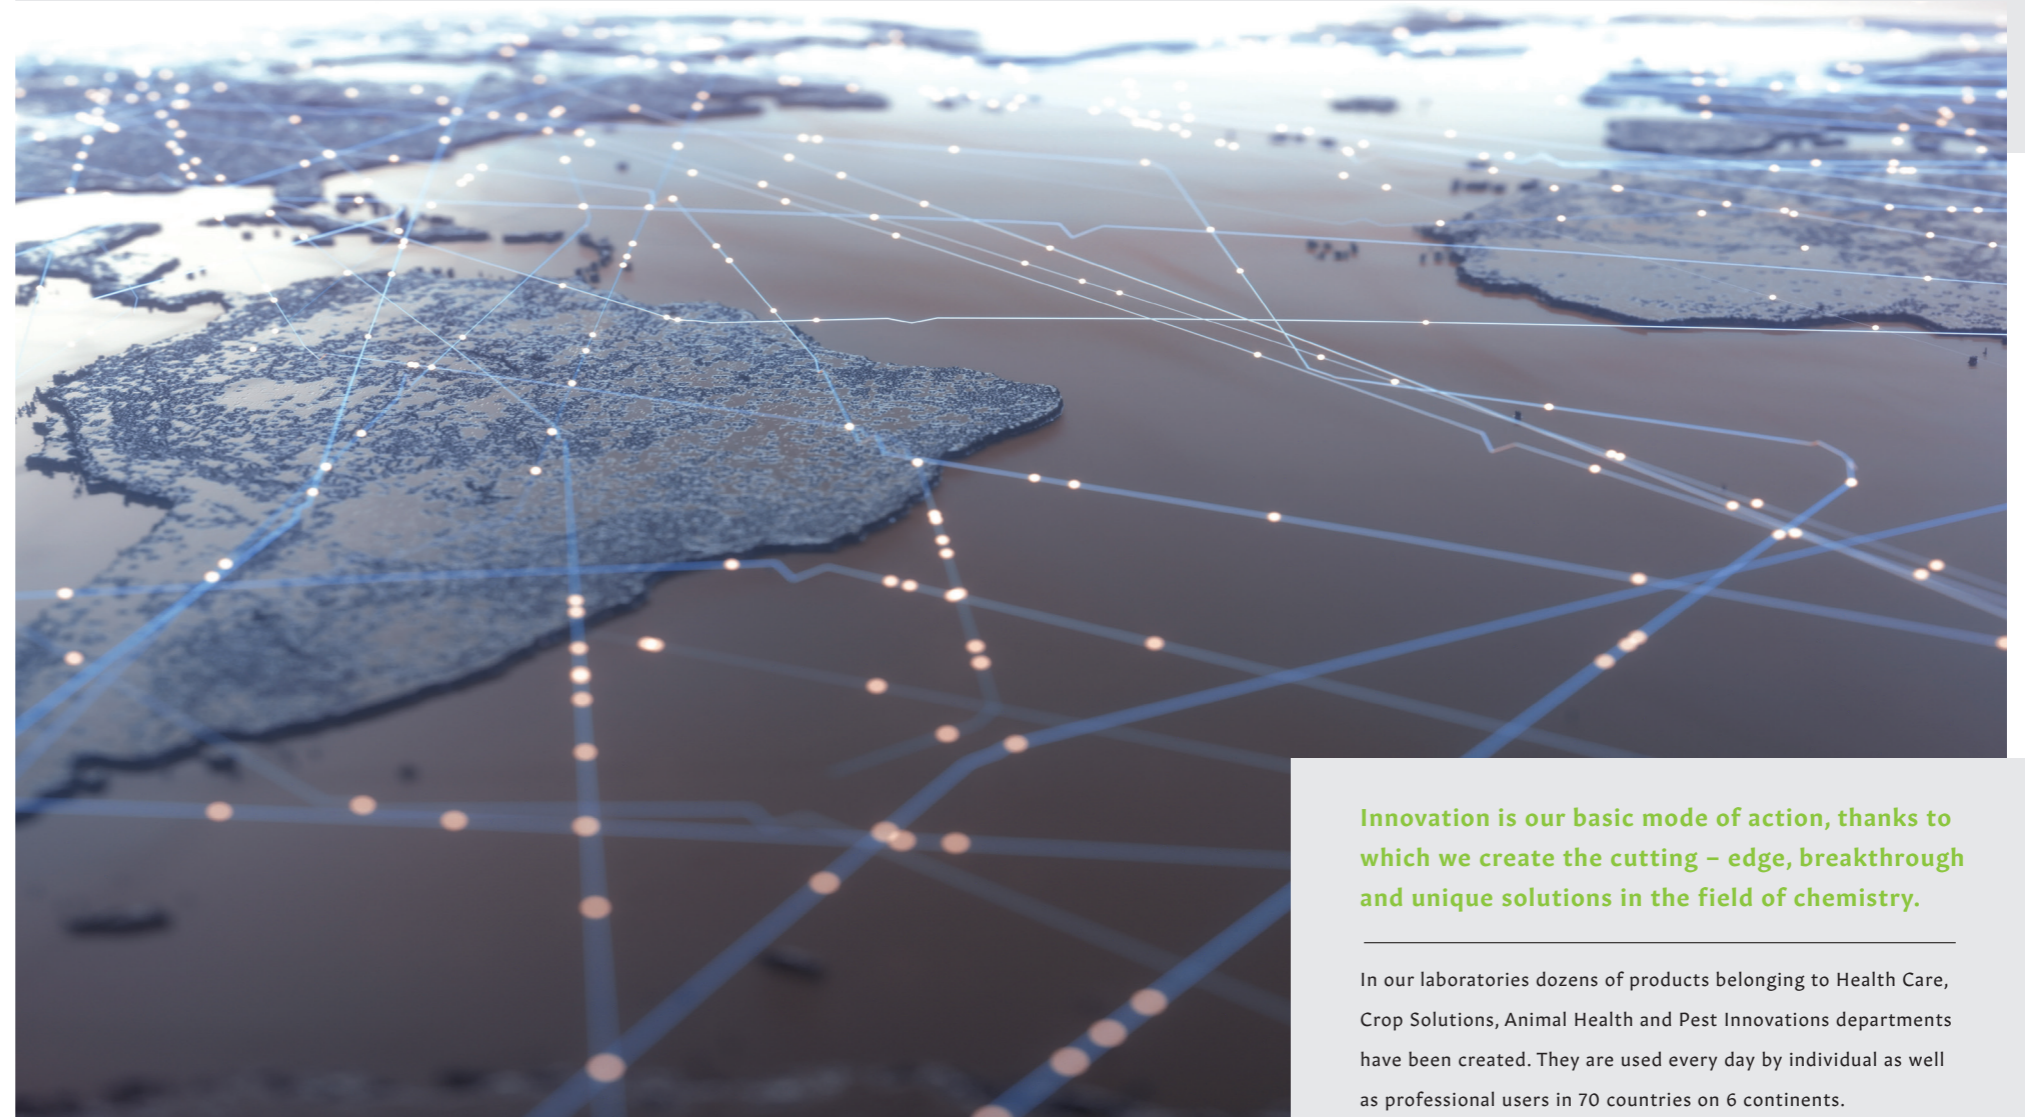 Innovation is our basic mode of action, thanks to
which we create the cutting – edge, breakthrough
and unique solutions in the field of chemistry.
In our laboratories dozens of products belonging to Health Care,
Crop Solutions, Animal Health and Pest Innovations departments
have been created. They are used every day by individual as well
as professional users in 70 countries on 6 continents.